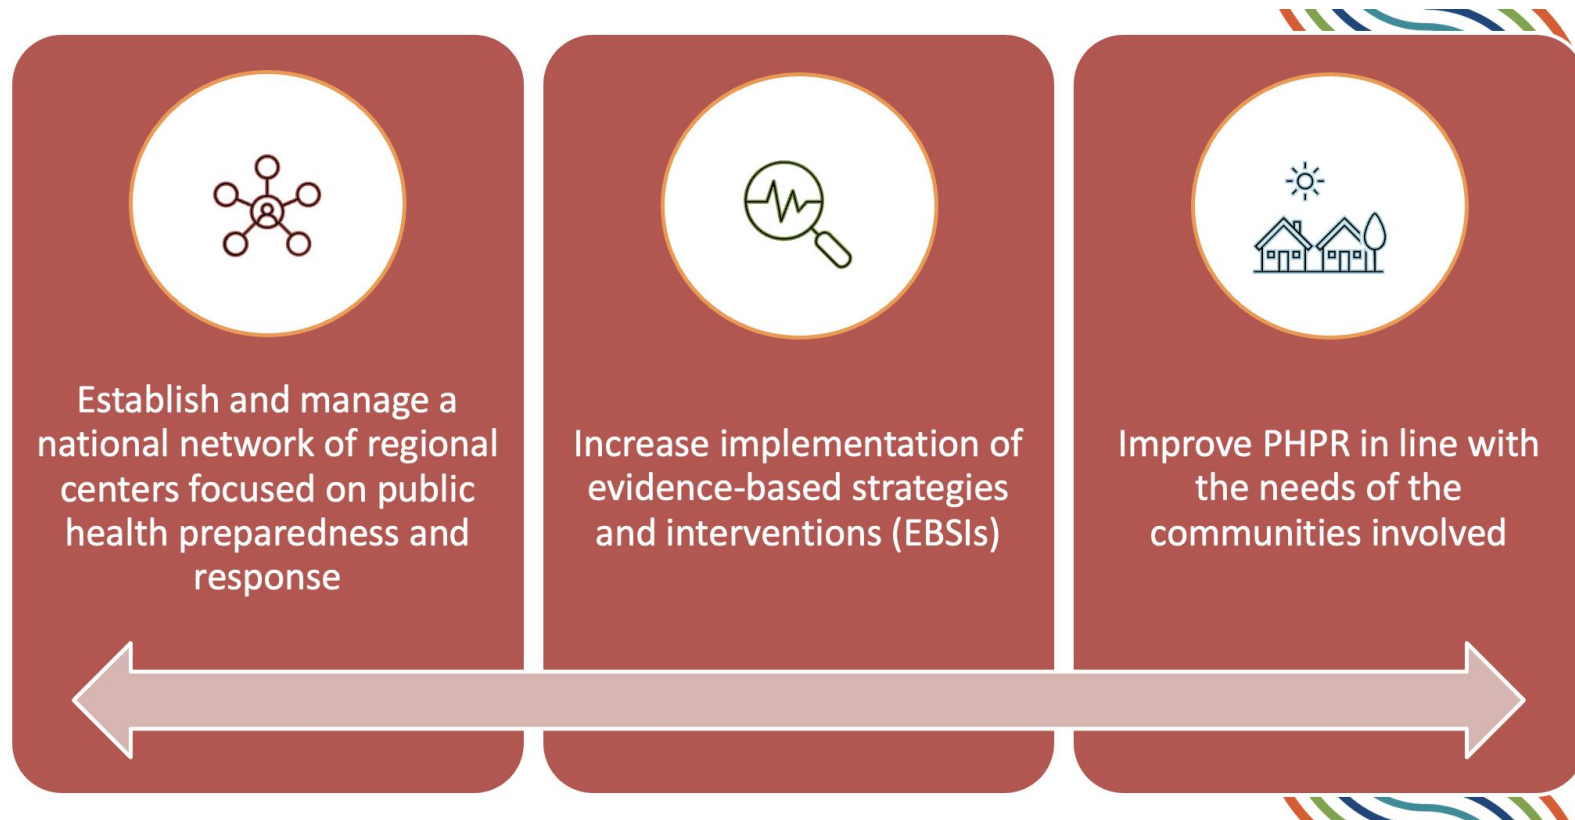 Establish and manage a
national network of regional
centers focused on public
health preparedness and
response
Increase implementation of
evidence-based strategies
and interventions (EBSIs)
Improve PHPR in line with
the needs of the
communities involved